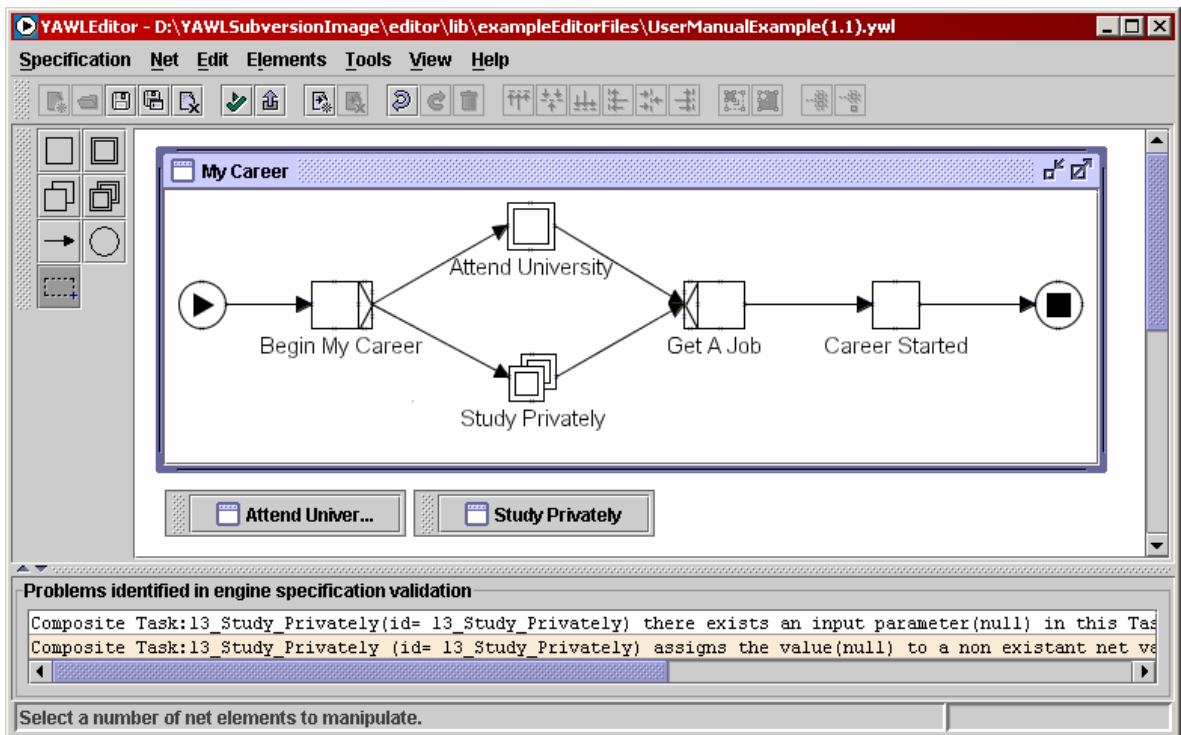 YAWLEditor - D:\YAWLSubversionImage\editor\lib\exampleEditorFiles\UserManualExample(1.1).ywl
Specification Net Edit Elements Tools View Help
My Career
Attend University
Begin My Career
Get A Job
Career Started
Study Privately
Attend Univer...
Study Privately
Problems identified in engine specification validation
Composite Task:13_Study_Privately(id= 13_Study_Privately) there exists an input parameter(null) in this Tas
Composite Task:13_Study_Privately (id= 13_Study_Privately) assigns the value(null) to a non existant net va
Select a number of net elements to manipulate.